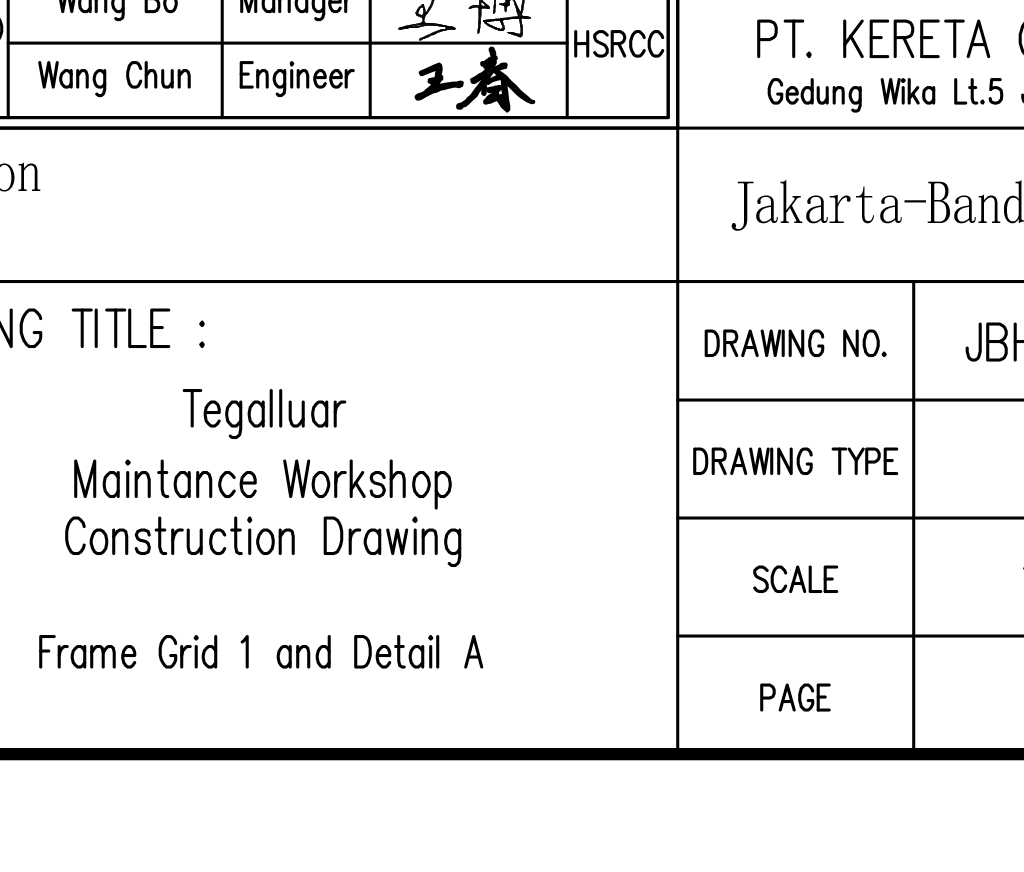 Wang Bo Manager 王博
HSRCC
Wang Chun Engineer 王春
PT. KERETA
Gedung Wika Lt.5
on
Jakarta-Band
NG TITLE :
Tegalluar
Maintance Workshop
Construction Drawing
Frame Grid 1 and Detail A
DRAWING NO. JBH
DRAWING TYPE
SCALE
PAGE